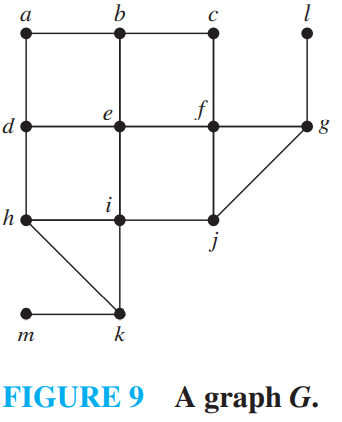 a b c l
d e f g
h i j
m k
FIGURE 9 A graph G.